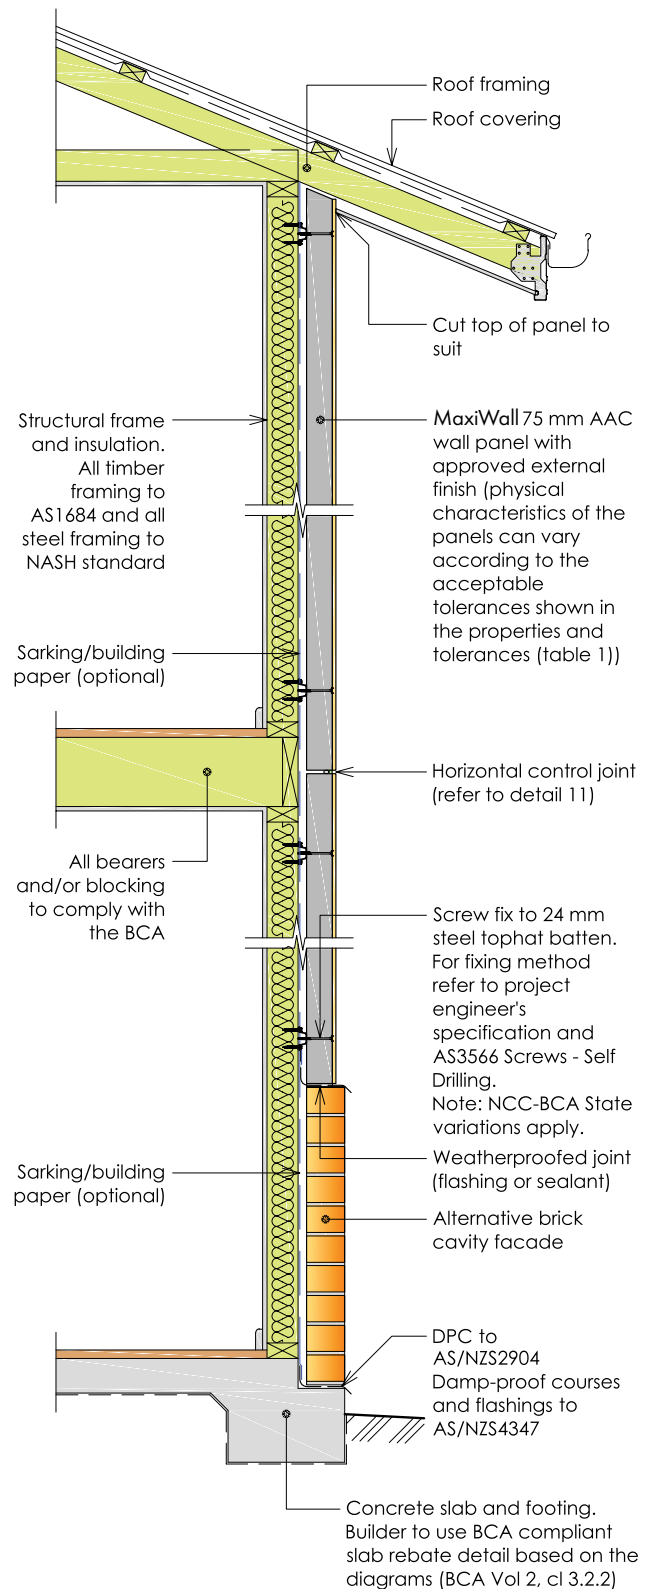 Roof framing
Roof covering
Cut top of panel to
suit
Structural frame
and insulation.
All timber
framing to
AS1684 and all
steel framing to
NASH standard
MaxiWall 75 mm AAC
wall panel with
approved external
finish (physical
characteristics of the
panels can vary
according to the
acceptable
tolerances shown in
the properties and
tolerances (table 1))
Sarking/building
paper (optional)
Horizontal control joint
(refer to detail 11)
All bearers
and/or blocking
to comply with
the BCA
Screw fix to 24 mm
steel tophat batten.
For fixing method
refer to project
engineer's
specification and
AS3566 Screws - Self
Drilling.
Note: NCC-BCA State
variations apply.
Sarking/building
paper (optional)
Weatherproofed joint
(flashing or sealant)
Alternative brick
cavity facade
DPC to
AS/NZS2904
Damp-proof courses
and flashings to
AS/NZS4347
Concrete slab and footing.
Builder to use BCA compliant
slab rebate detail based on the
diagrams (BCA Vol 2, cl 3.2.2)